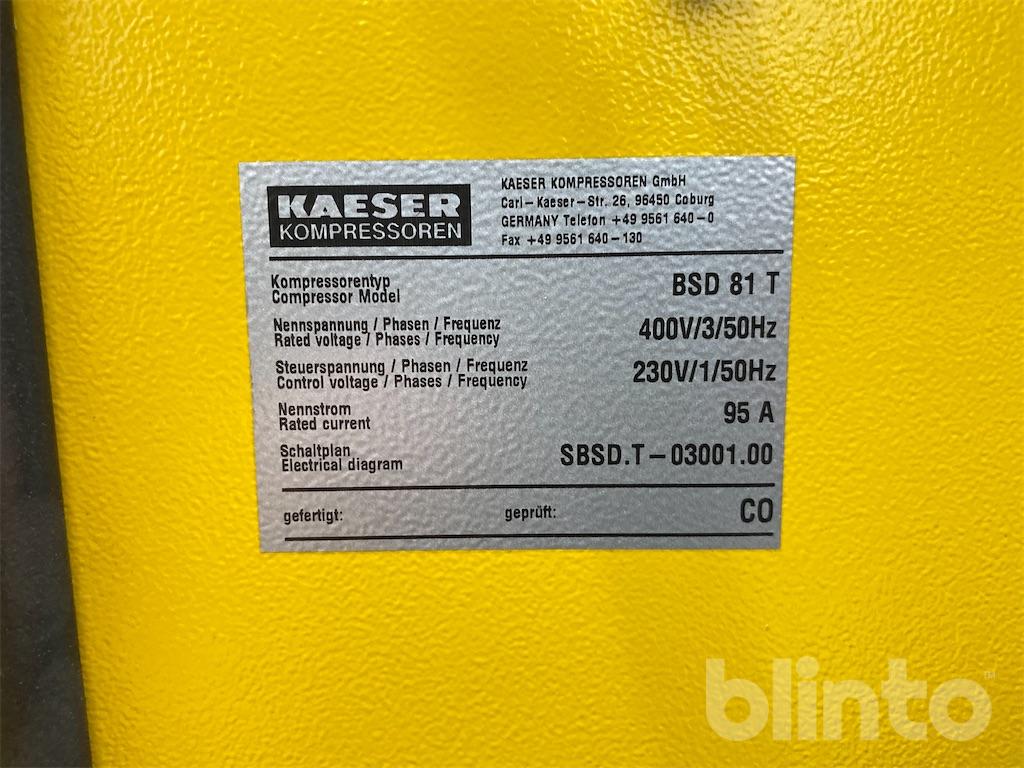 KAESER
KOMPRESSOREN
KAESER KOMPRESSOREN GmbH
Carl-Kaeser-Str. 26, 96450 Coburg
GERMANY Telefon +49 9561 640-0
Fax +49 9561 640-130
Kompressorentyp
Compressor Model
BSD 81 T
Nennspannung / Phasen / Frequenz
Rated voltage / Phases / Frequency
400V/3/50Hz
Steuerspannung / Phasen / Frequenz
Control voltage / Phases / Frequency
230V/1/50Hz
Nennstrom
Rated current
95 A
Schaltplan
Electrical diagram
SBSD.T-03001.00
gefertigt: geprüft: CO
blinto™